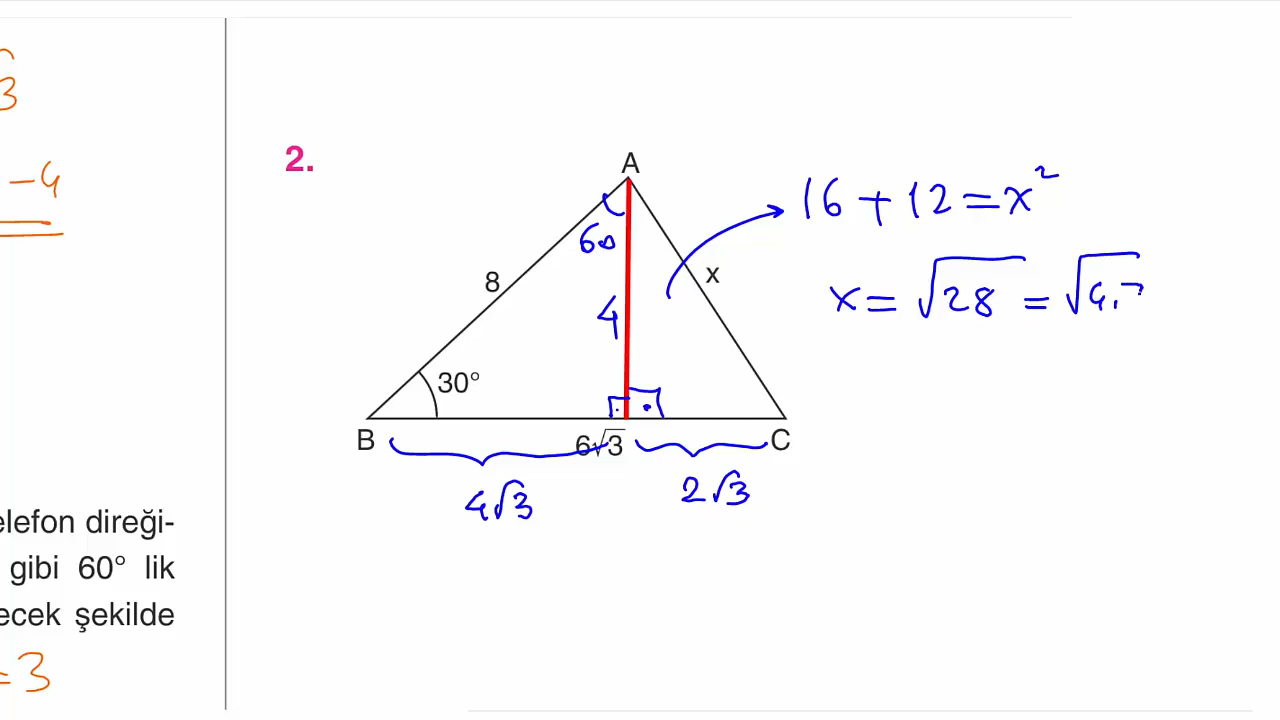 3
-4
elefon direği-
gibi 60° lik
ecek şekilde
= 3
2.
A
60
8
4
x
30°
B
6√3
C
4√3
2√3
16 + 12 = x²
x = √28 = √4.7